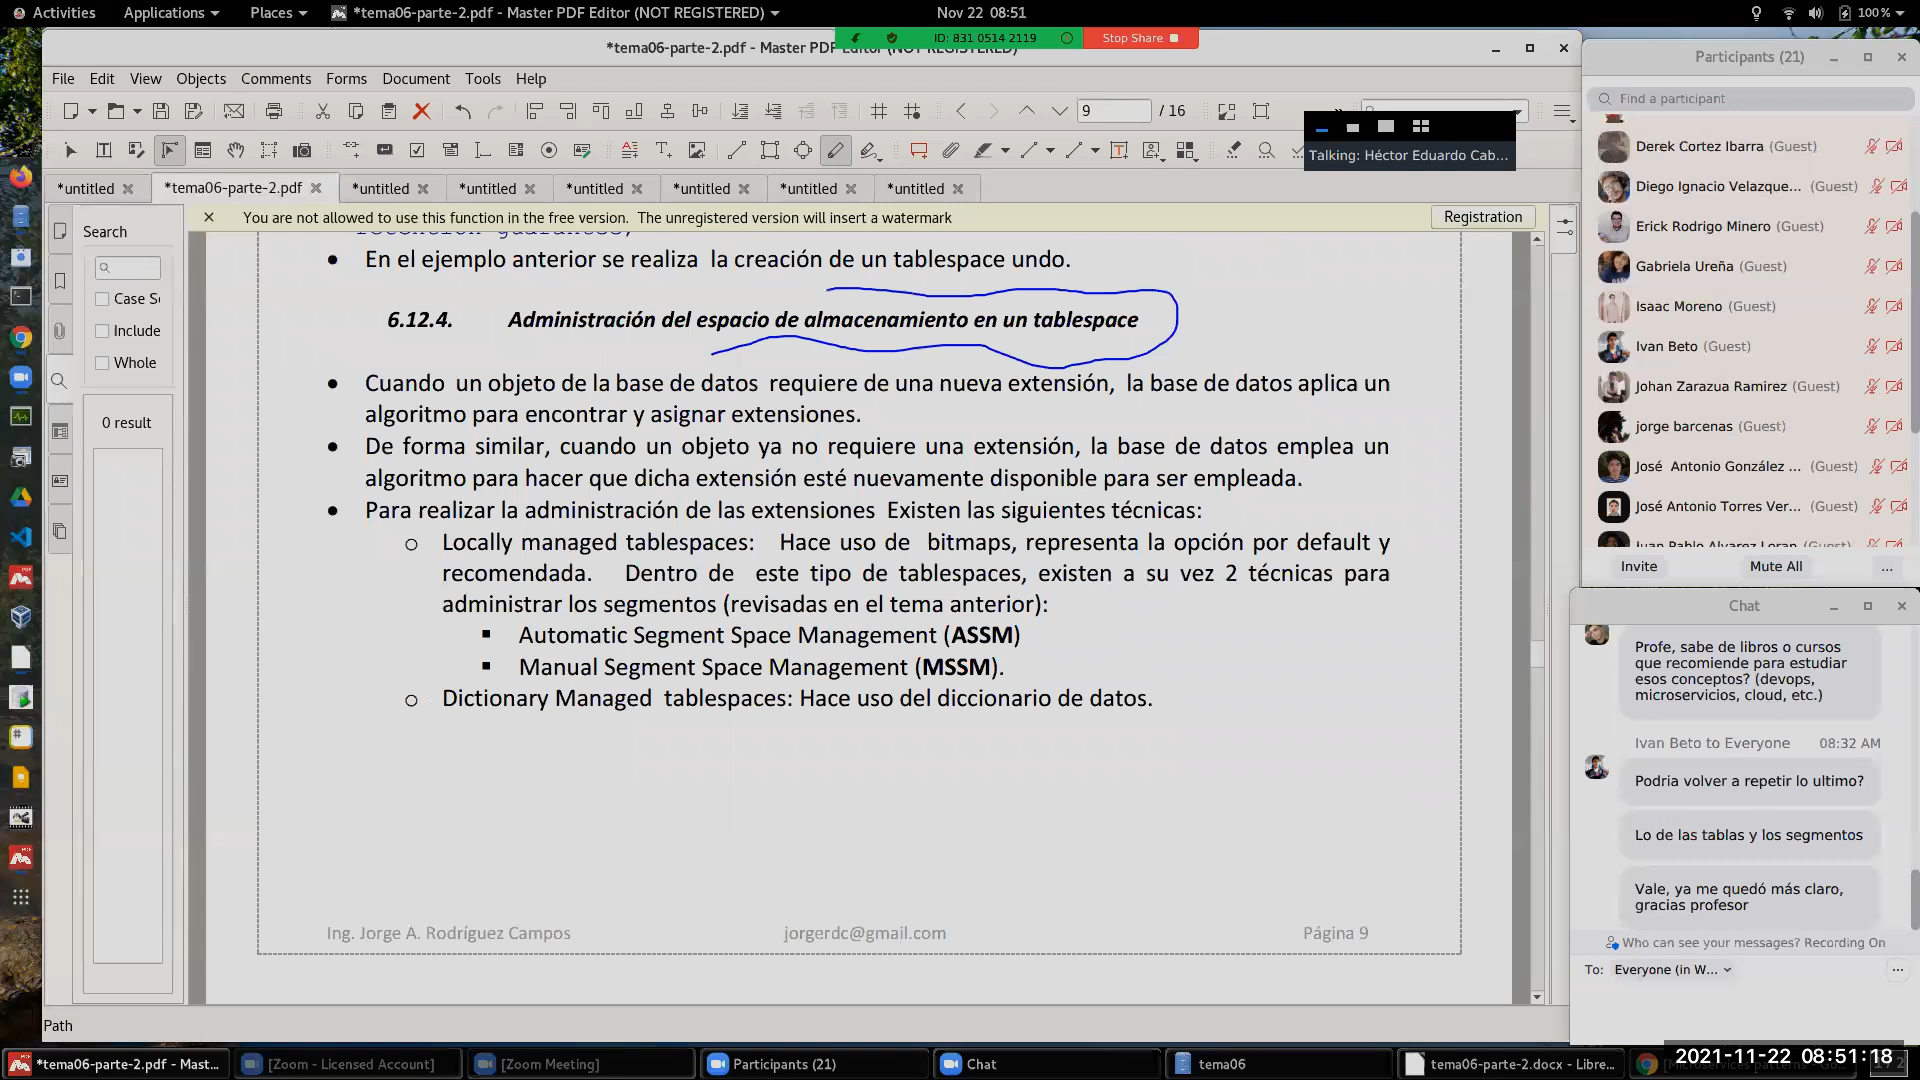 Activities Applications Places *tema06-parte-2.pdf - Master PDF Editor (NOT REGISTERED) Nov 22 08:51 100 %
*tema06-parte-2.pdf - Master PDF Editor (NOT REGISTERED)
ID: 831 0514 2119 Stop Share
File Edit View Objects Comments Forms Document Tools Help
9 / 16
Talking: Héctor Eduardo Cab...
*untitled *tema06-parte-2.pdf *untitled *untitled *untitled *untitled *untitled *untitled
You are not allowed to use this function in the free version. The unregistered version will insert a watermark Registration
Search
Case Se
Include
Whole
0 result
retention guarantee;
• En el ejemplo anterior se realiza la creación de un tablespace undo.
6.12.4. Administración del espacio de almacenamiento en un tablespace
• Cuando un objeto de la base de datos requiere de una nueva extensión, la base de datos aplica un
algoritmo para encontrar y asignar extensiones.
• De forma similar, cuando un objeto ya no requiere una extensión, la base de datos emplea un
algoritmo para hacer que dicha extensión esté nuevamente disponible para ser empleada.
• Para realizar la administración de las extensiones Existen las siguientes técnicas:
o Locally managed tablespaces: Hace uso de bitmaps, representa la opción por default y
recomendada. Dentro de este tipo de tablespaces, existen a su vez 2 técnicas para
administrar los segmentos (revisadas en el tema anterior):
▪ Automatic Segment Space Management (ASSM)
▪ Manual Segment Space Management (MSSM).
o Dictionary Managed tablespaces: Hace uso del diccionario de datos.
Ing. Jorge A. Rodríguez Campos jorgerdc@gmail.com Página 9
Path
Participants (21)
Find a participant
Derek Cortez Ibarra (Guest)
Diego Ignacio Velazque... (Guest)
Erick Rodrigo Minero (Guest)
Gabriela Ureña (Guest)
Isaac Moreno (Guest)
Ivan Beto (Guest)
Johan Zarazua Ramirez (Guest)
jorge barcenas (Guest)
José Antonio González ... (Guest)
José Antonio Torres Ver... (Guest)
Juan Pablo Alvarez Loran (Guest)
Invite Mute All ...
Chat
Profe, sabe de libros o cursos
que recomiende para estudiar
esos conceptos? (devops,
microservicios, cloud, etc.)
Ivan Beto to Everyone 08:32 AM
Podria volver a repetir lo ultimo?
Lo de las tablas y los segmentos
Vale, ya me quedó más claro,
gracias profesor
Who can see your messages? Recording On
To: Everyone (in W...
*tema06-parte-2.pdf - Mast... [Zoom - Licensed Account] [Zoom Meeting] Participants (21) Chat tema06 tema06-parte-2.docx - Libre...
2021-11-22 08:51:18